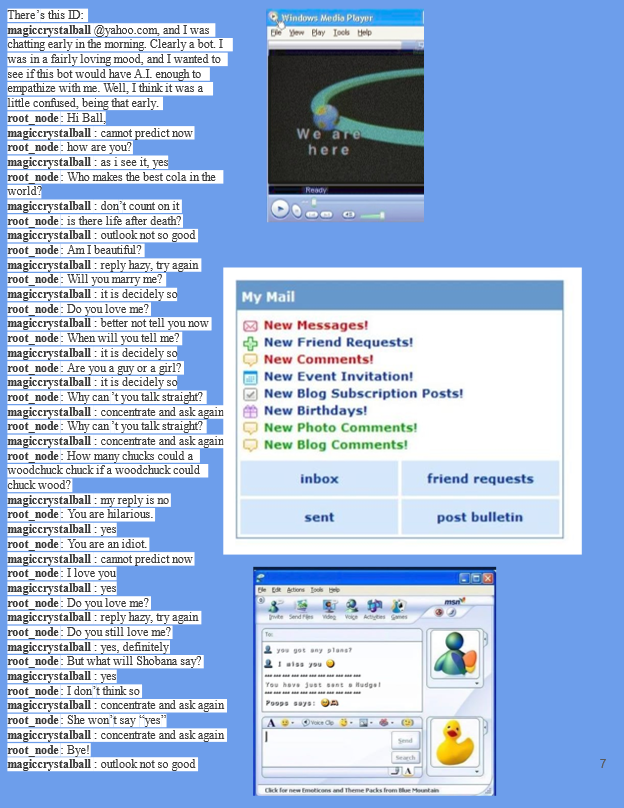 There's this ID:
magiccrystalball @yahoo.com, and I was
chatting early in the morning. Clearly a bot. I
was in a fairly loving mood, and I wanted to
see if this bot would have A.I. enough to
empathize with me. Well, I think it was a
little confused, being that early.
root_node: Hi Ball,
magiccrystalball : cannot predict now
root_node: how are you?
magiccrystalball : as i see it, yes
root_node: Who makes the best cola in the
world?
magiccrystalball : don't count on it
root_node: is there life after death?
magiccrystalball : outlook not so good
root_node: Am I beautiful?
magiccrystalball : reply hazy, try again
root_node: Will you marry me?
magiccrystalball : it is decidely so
root_node: Do you love me?
magiccrystalball : better not tell you now
root_node: When will you tell me?
magiccrystalball : it is decidely so
root_node: Are you a guy or a girl?
magiccrystalball : it is decidely so
root_node: Why can't you talk straight?
magiccrystalball : concentrate and ask again
root_node: Why can't you talk straight?
magiccrystalball : concentrate and ask again
root_node: How many chucks could a
woodchuck chuck if a woodchuck could
chuck wood?
magiccrystalball : my reply is no
root_node: You are hilarious.
magiccrystalball : yes
root_node: You are an idiot.
magiccrystalball : cannot predict now
root_node: I love you
magiccrystalball : yes
root_node: Do you love me?
magiccrystalball : reply hazy, try again
root_node: Do you still love me?
magiccrystalball : yes, definitely
root_node: But what will Shobana say?
magiccrystalball : yes
root_node: I don't think so
magiccrystalball : concentrate and ask again
root_node: She won't say "yes"
magiccrystalball : concentrate and ask again
root_node: Bye!
magiccrystalball : outlook not so good
Windows Media Player
File View Play Tools Help
We are
here
Ready
My Mail
New Messages!
New Friend Requests!
New Comments!
New Event Invitation!
New Blog Subscription Posts!
New Birthdays!
New Photo Comments!
New Blog Comments!
inbox friend requests
sent post bulletin
File Edit Actions Tools Help
msn
Invite Send Files Video Voice Activities Games
To:
you got any plans?
I miss you
You have just sent a Nudge!
Poops says:
A Voice Clip
Send
Search
A
Click for new Emoticons and Theme Packs from Blue Mountain
7